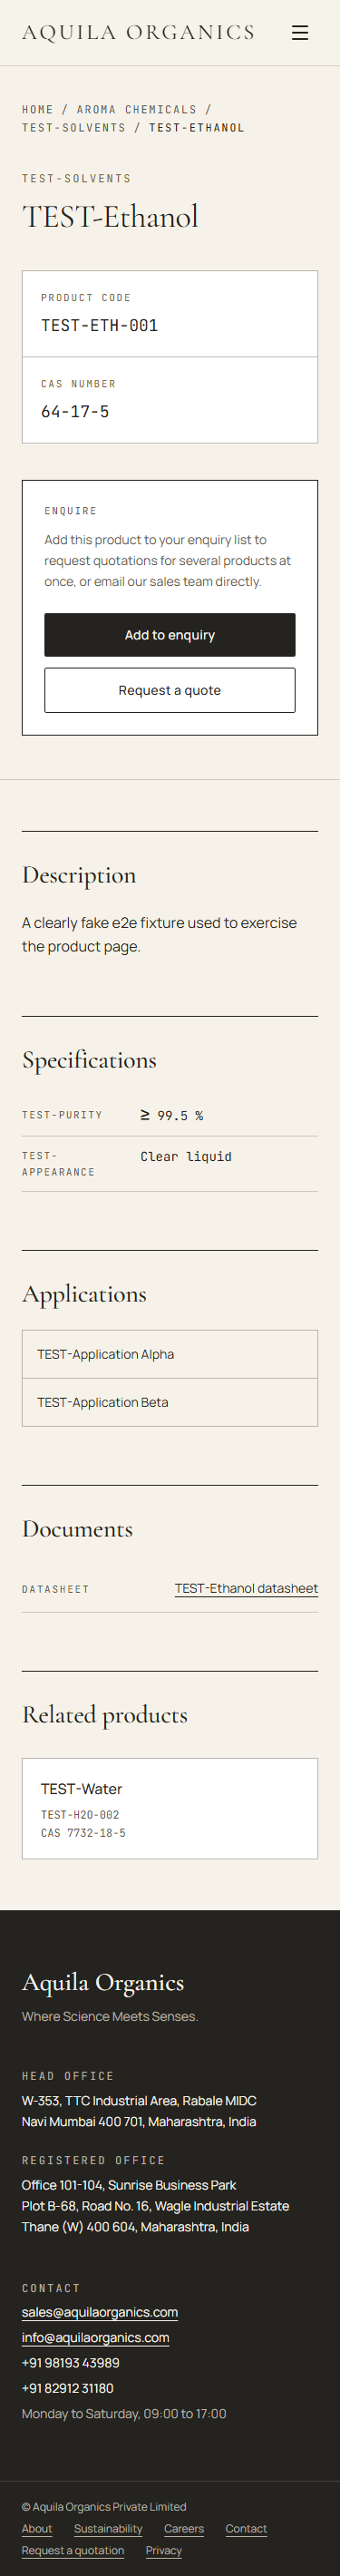 AQUILA ORGANICS
HOME / AROMA CHEMICALS /
TEST-SOLVENTS / TEST-ETHANOL
TEST-SOLVENTS
TEST-Ethanol
PRODUCT CODE
TEST-ETH-001
CAS NUMBER
64-17-5
ENQUIRE
Add this product to your enquiry list to
request quotations for several products at
once, or email our sales team directly.
Add to enquiry
Request a quote
Description
A clearly fake e2e fixture used to exercise
the product page.
Specifications
TEST-PURITY ≥ 99.5 %
TEST- Clear liquid
APPEARANCE
Applications
TEST-Application Alpha
TEST-Application Beta
Documents
DATASHEET TEST-Ethanol datasheet
Related products
TEST-Water
TEST-H2O-002
CAS 7732-18-5
Aquila Organics
Where Science Meets Senses.
HEAD OFFICE
W-353, TTC Industrial Area, Rabale MIDC
Navi Mumbai 400 701, Maharashtra, India
REGISTERED OFFICE
Office 101-104, Sunrise Business Park
Plot B-68, Road No. 16, Wagle Industrial Estate
Thane (W) 400 604, Maharashtra, India
CONTACT
sales@aquilaorganics.com
info@aquilaorganics.com
+91 98193 43989
+91 82912 31180
Monday to Saturday, 09:00 to 17:00
© Aquila Organics Private Limited
About Sustainability Careers Contact
Request a quotation Privacy